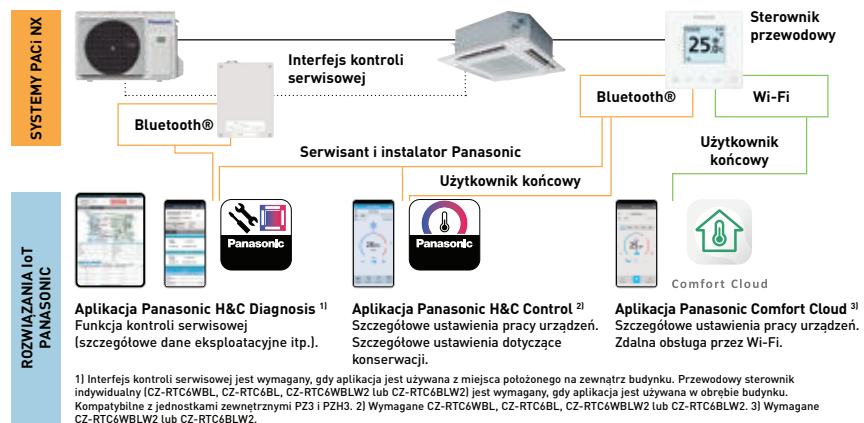 SYSTEMY PACi NX
Panasonic
Interfejs kontroli
serwisowej
Sterownik
przewodowy
25
Bluetooth®
Bluetooth®
Wi-Fi
Serwisant i instalator Panasonic
Użytkownik końcowy
Użytkownik
końcowy
ROZWIĄZANIA IoT
PANASONIC
Panasonic
Panasonic
Comfort Cloud
Aplikacja Panasonic H&C Diagnosis 1)
Funkcja kontroli serwisowej
(szczegółowe dane eksploatacyjne itp.).
Aplikacja Panasonic H&C Control 2)
Szczegółowe ustawienia pracy urządzeń.
Szczegółowe ustawienia dotyczące
konserwacji.
Aplikacja Panasonic Comfort Cloud 3)
Szczegółowe ustawienia pracy urządzeń.
Zdalna obsługa przez Wi-Fi.
1) Interfejs kontroli serwisowej jest wymagany, gdy aplikacja jest używana z miejsca położonego na zewnątrz budynku. Przewodowy sterownik
indywidualny (CZ-RTC6WBL, CZ-RTC6BL, CZ-RTC6WBLW2 lub CZ-RTC6BLW2) jest wymagany, gdy aplikacja jest używana w obrębie budynku.
Kompatybilne z jednostkami zewnętrznymi PZ3 i PZH3. 2) Wymagane CZ-RTC6WBL, CZ-RTC6BL, CZ-RTC6WBLW2 lub CZ-RTC6BLW2. 3) Wymagane
CZ-RTC6WBLW2 lub CZ-RTC6BLW2.